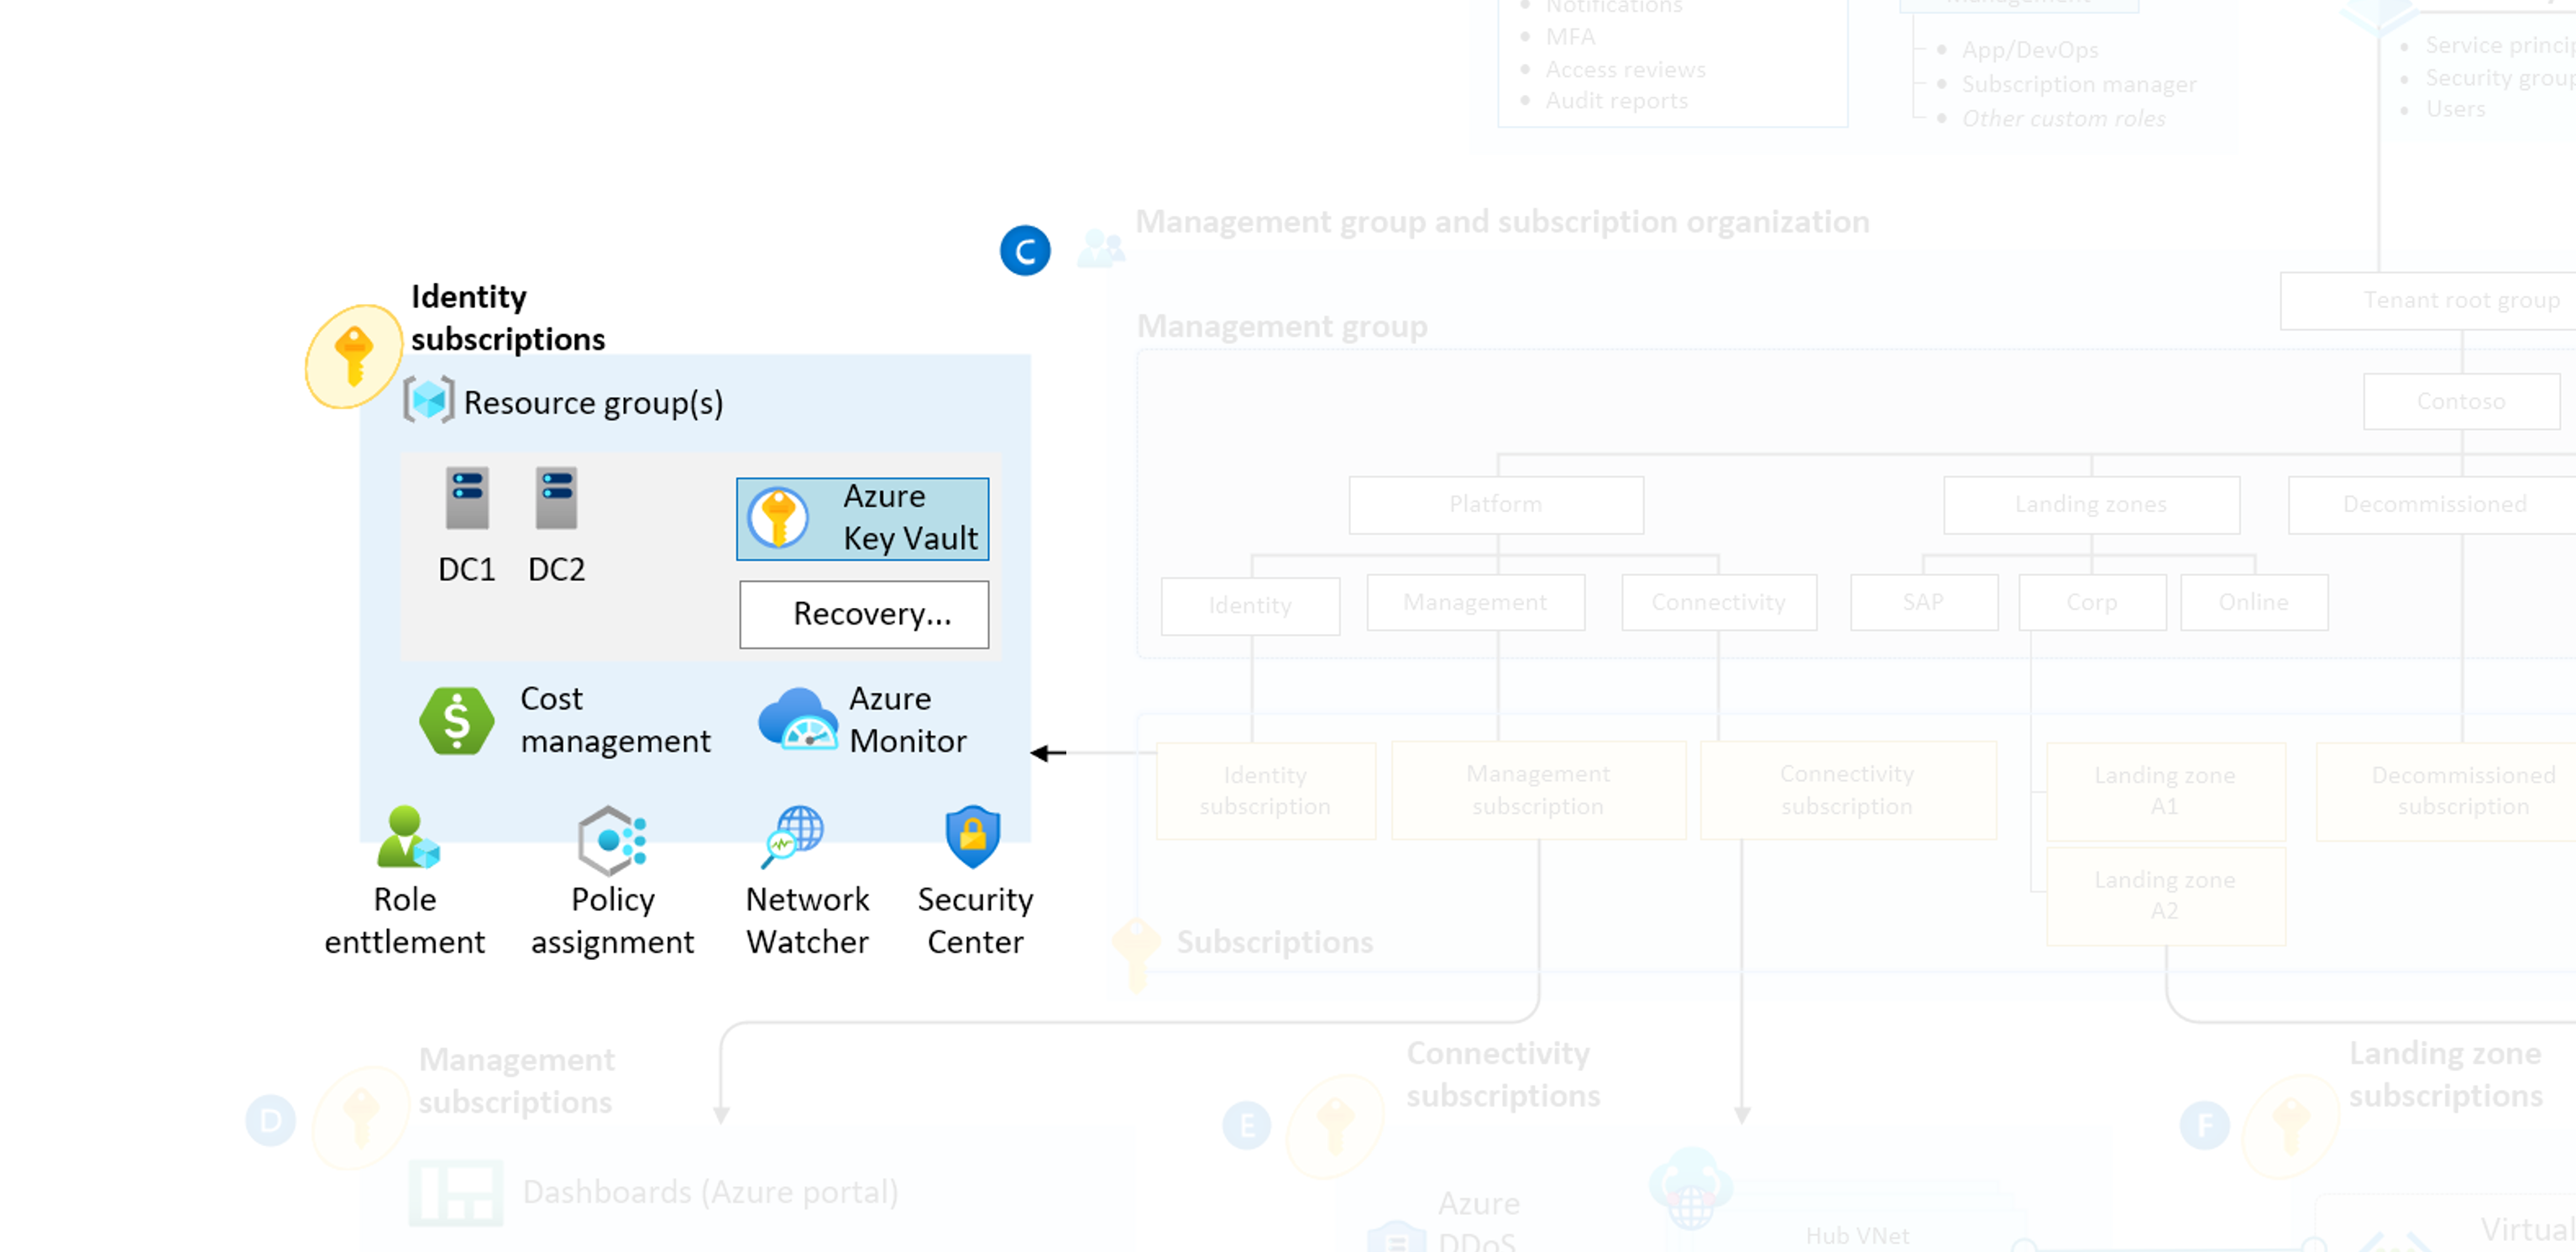 Notifications
MFA
Access reviews
Audit reports
App/DevOps
Subscription manager
Other custom roles
Security group
Users
C
Management group and subscription organization
Management group
Tenant root group
Contoso
Platform
Landing zones
Decommissioned
Identity
Management
Connectivity
SAP
Corp
Online
Identity
subscription
Management
subscription
Connectivity
subscription
Landing zone
A1
Decommissioned
subscription
Landing zone
A2
Subscriptions
Identity
subscriptions
Resource group(s)
DC1
DC2
Azure
Key Vault
Recovery...
Cost
management
Azure
Monitor
Role
enttlement
Policy
assignment
Network
Watcher
Security
Center
D
Management
subscriptions
Dashboards (Azure portal)
E
Connectivity
subscriptions
Azure
DDoS
Hub VNet
F
Landing zone
subscriptions
Virtual